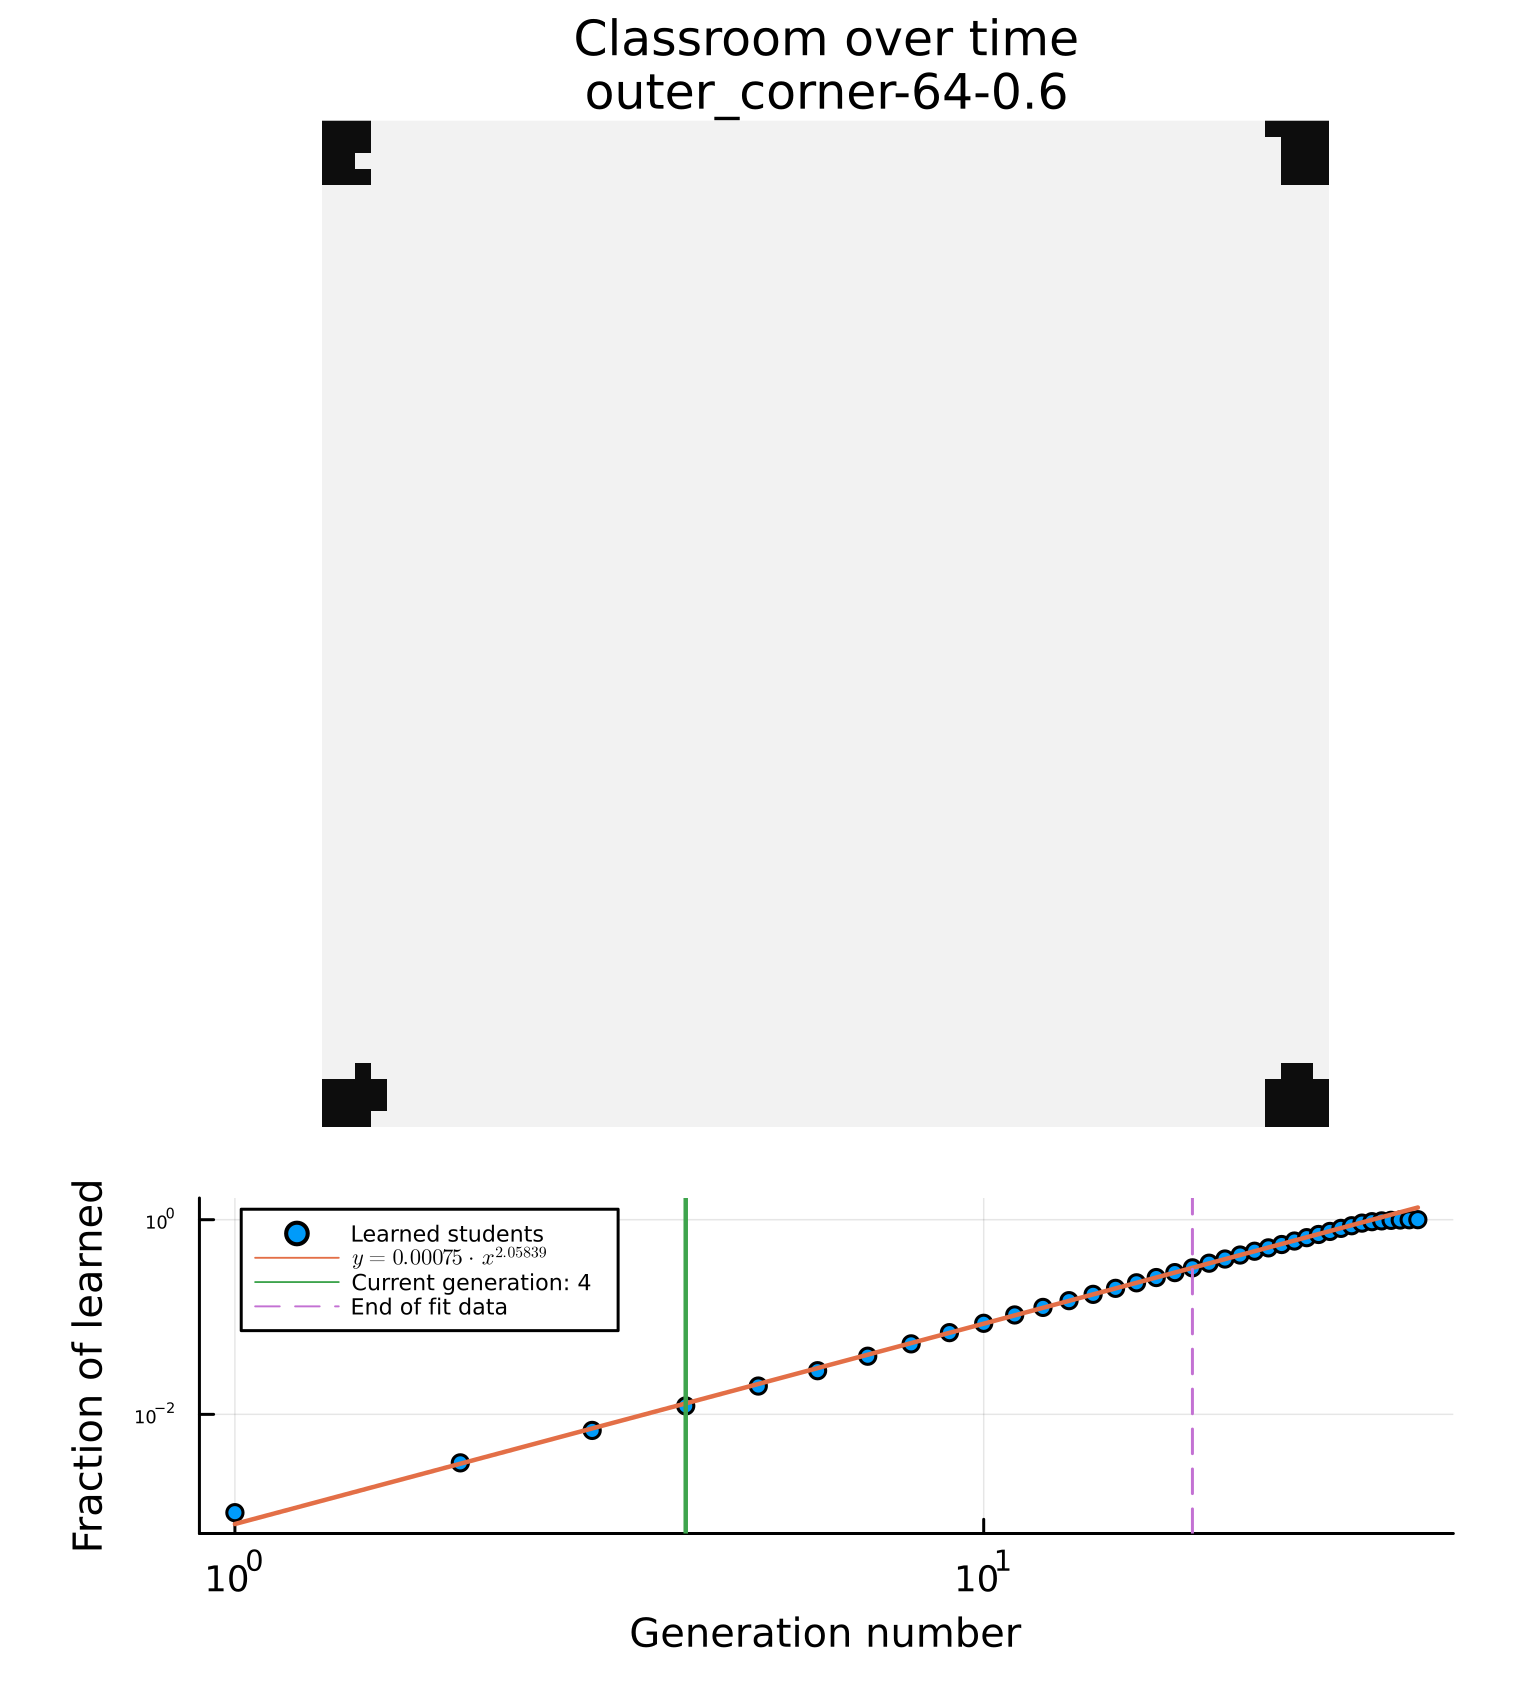 Classroom over time
outer_corner-64-0.6
Fraction of learned
10^0
10^-2
Learned students
y = 0.00075 · x^2.05839
Current generation: 4
End of fit data
10^0
10^1
Generation number